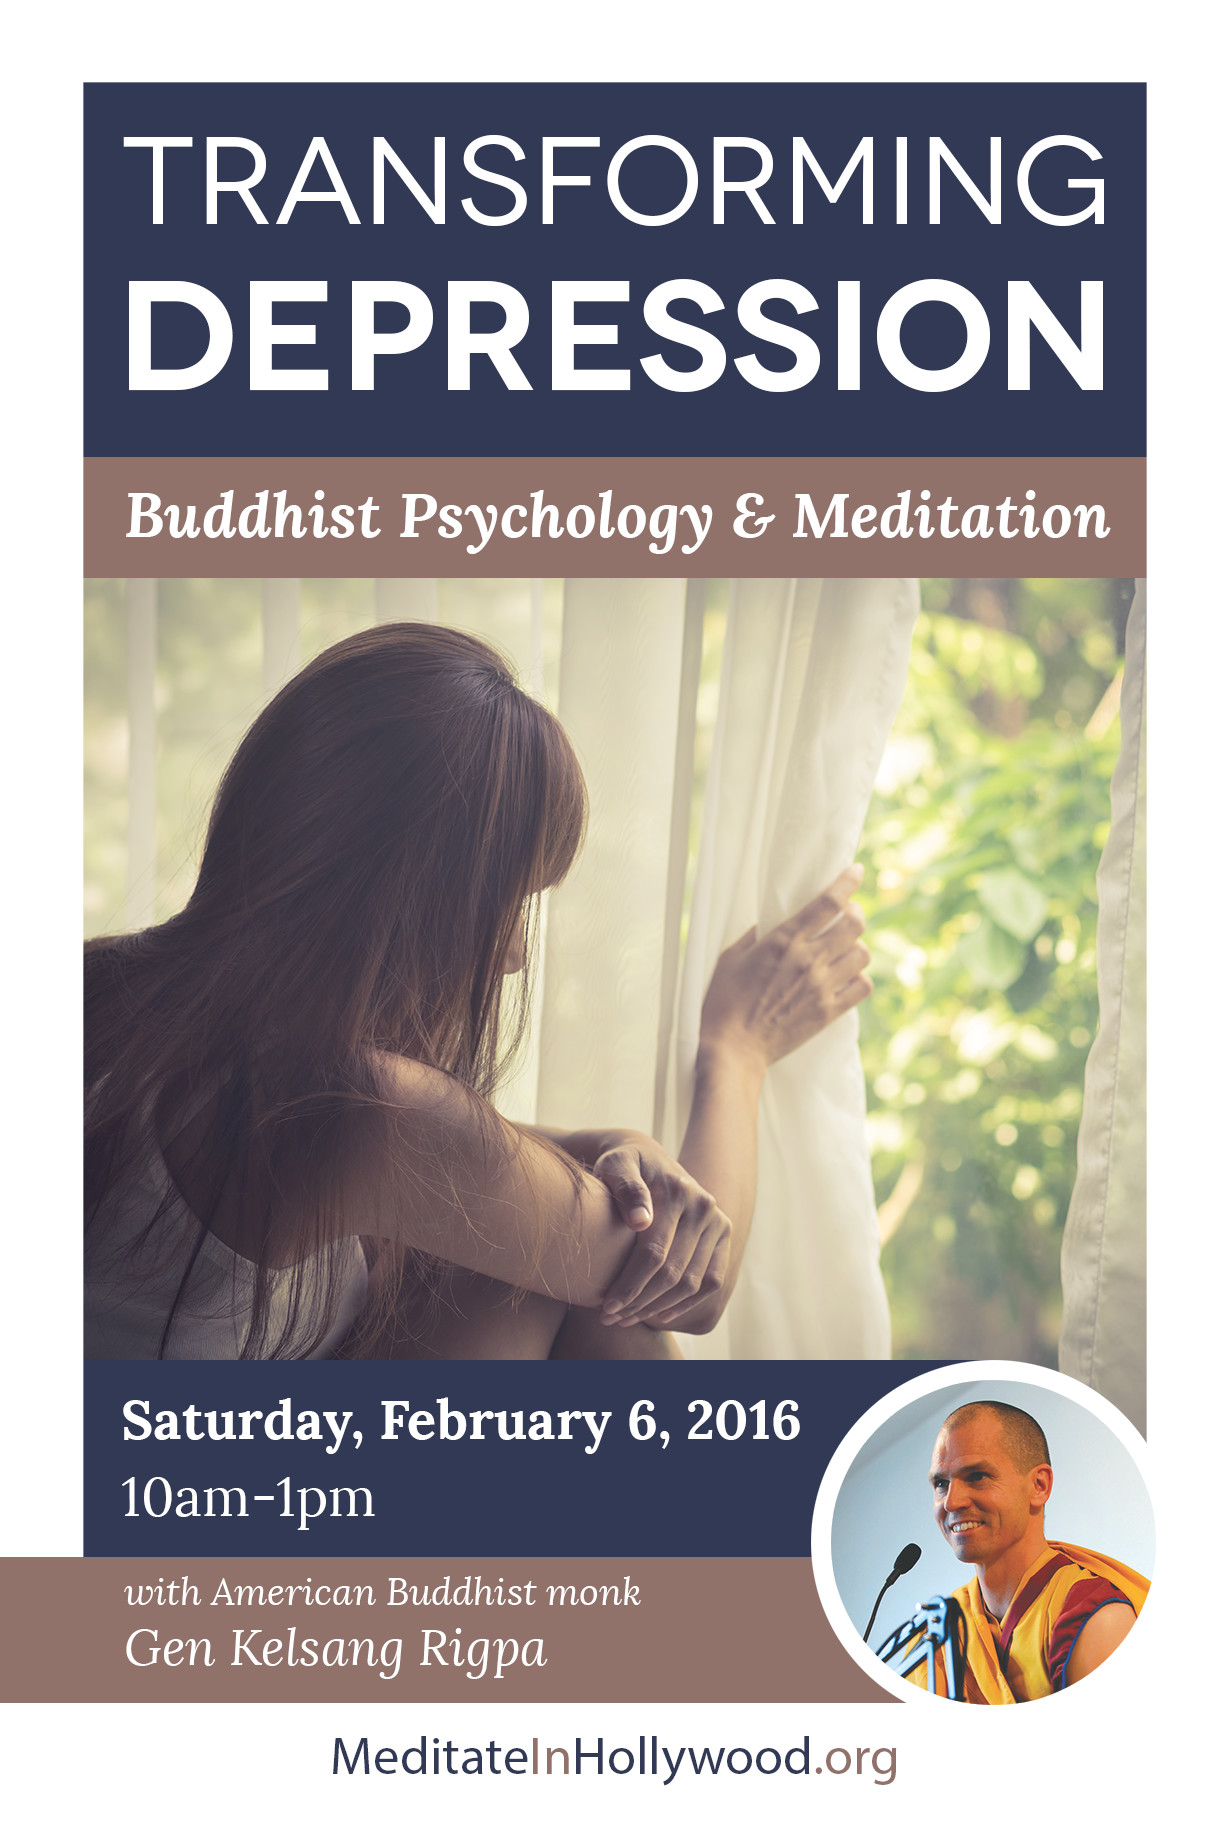 TRANSFORMING
DEPRESSION
Buddhist Psychology & Meditation
Saturday, February 6, 2016
10am-1pm
with American Buddhist monk
Gen Kelsang Rigpa
MeditateInHollywood.org